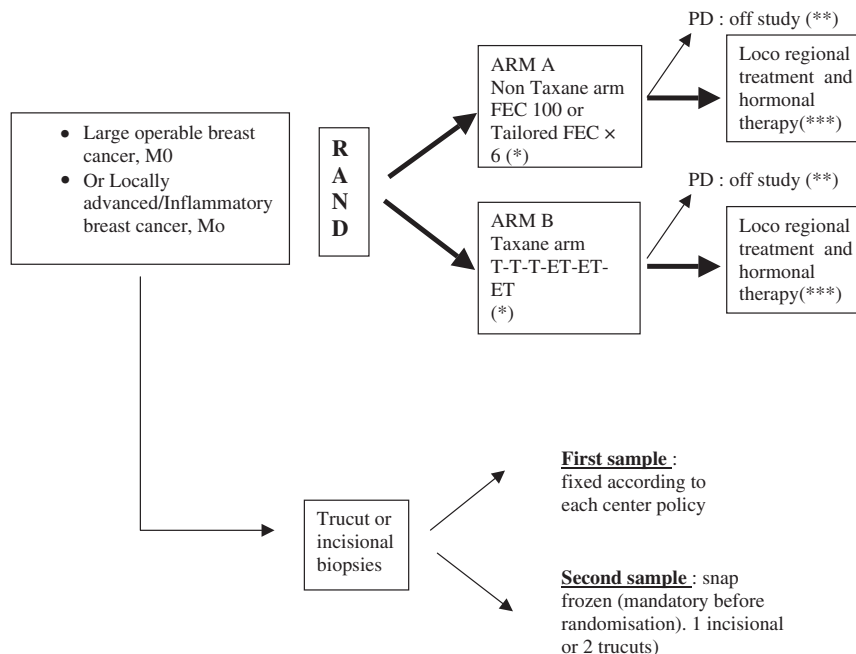 PD : off study (**)
• Large operable breast
cancer, M0
• Or Locally
advanced/Inflammatory
breast cancer, Mo
R
A
N
D
ARM A
Non Taxane arm
FEC 100 or
Tailored FEC ×
6 (*)
Loco regional
treatment and
hormonal
therapy(***)
PD : off study (**)
ARM B
Taxane arm
T-T-T-ET-ET-
ET
(*)
Loco regional
treatment and
hormonal
therapy(***)
Trucut or
incisional
biopsies
First sample :
fixed according to
each center policy
Second sample : snap
frozen (mandatory before
randomisation). 1 incisional
or 2 trucuts)